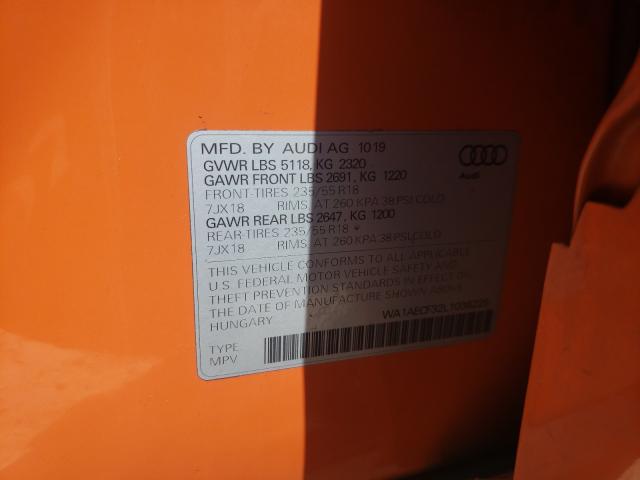 MFD. BY AUDI AG 10-19
GVWR LBS 5118, KG 2320
GAWR FRONT LBS 2691, KG 1220
FRONT-TIRES 235/55 R18
7JX18 RIMS, AT 260 KPA 38 PSI, COLD
GAWR REAR LBS 2647, KG 1200
REAR-TIRES 235/55 R18
7JX18 RIMS, AT 260 KPA 38 PSI, COLD
Audi
THIS VEHICLE CONFORMS TO ALL APPLICABLE
U.S. FEDERAL MOTOR VEHICLE SAFETY AND
THEFT PREVENTION STANDARDS IN EFFECT ON
THE DATE OF MANUFACTURE SHOWN ABOVE
HUNGARY
WA1AECF32L1036225
TYPE
MPV